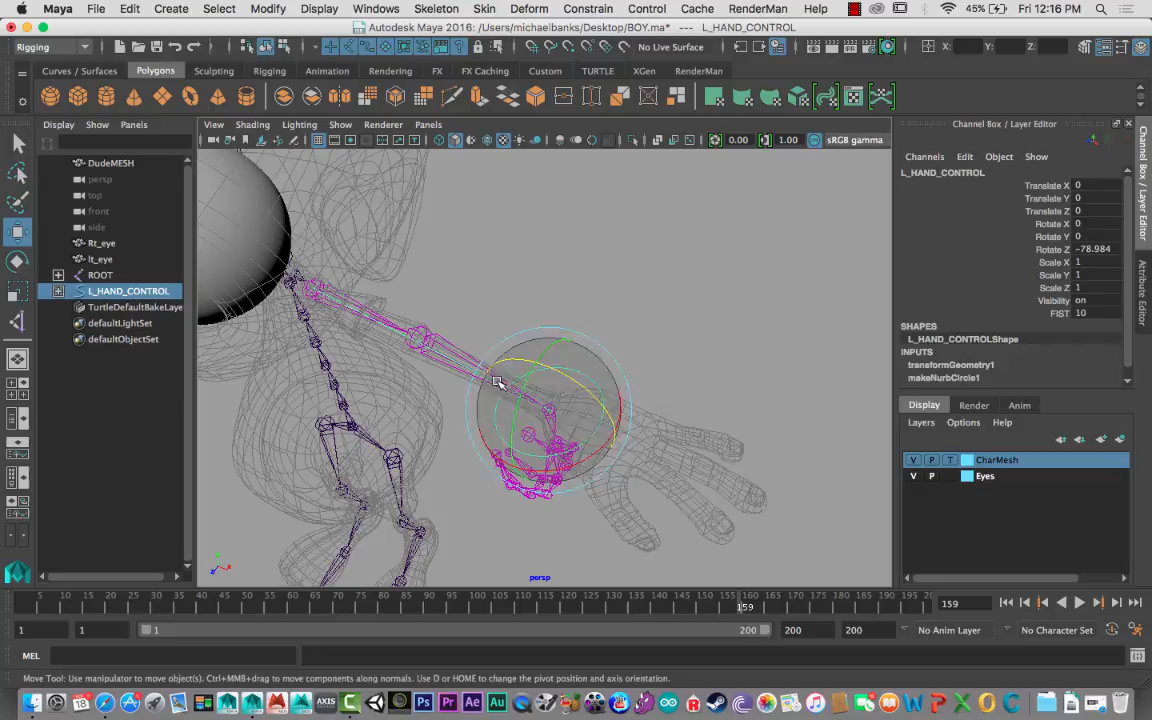 Maya File Edit Create Select Modify Display Windows Skeleton Skin Deform Constrain Control Cache RenderMan Help 45% Fri 12:16 PM
Autodesk Maya 2016: /Users/michaelbanks/Desktop/BOY.ma* --- L_HAND_CONTROL
Rigging No Live Surface X: Y: Z:
Curves / Surfaces Polygons Sculpting Rigging Animation Rendering FX FX Caching Custom TURTLE XGen RenderMan
Display Show Panels
View Shading Lighting Show Renderer Panels
0.00 1.00 sRGB gamma
DudeMESH
persp
top
front
side
Rt_eye
lt_eye
ROOT
L_HAND_CONTROL
TurtleDefaultBakeLaye
defaultLightSet
defaultObjectSet
persp
Channel Box / Layer Editor
Channels Edit Object Show
L_HAND_CONTROL
Translate X 0
Translate Y 0
Translate Z 0
Rotate X 0
Rotate Y 0
Rotate Z -78.984
Scale X 1
Scale Y 1
Scale Z 1
Visibility on
FIST 10
SHAPES
L_HAND_CONTROLShape
INPUTS
transformGeometry1
makeNurbCircle1
Display Render Anim
Layers Options Help
V P T CharMesh
V P Eyes
Channel Box / Layer Editor
Attribute Editor
5 10 15 20 25 30 35 40 45 50 55 60 65 70 75 80 85 90 95 100 105 110 115 120 125 130 135 140 145 150 155 160 165 170 175 180 185 190 195 20
159 159
1 1 1 200 200 200 No Anim Layer No Character Set
MEL
Move Tool: Use manipulator to move object(s). Ctrl+MMB+drag to move components along normals. Use D or HOME to change the pivot position and axis orientation.